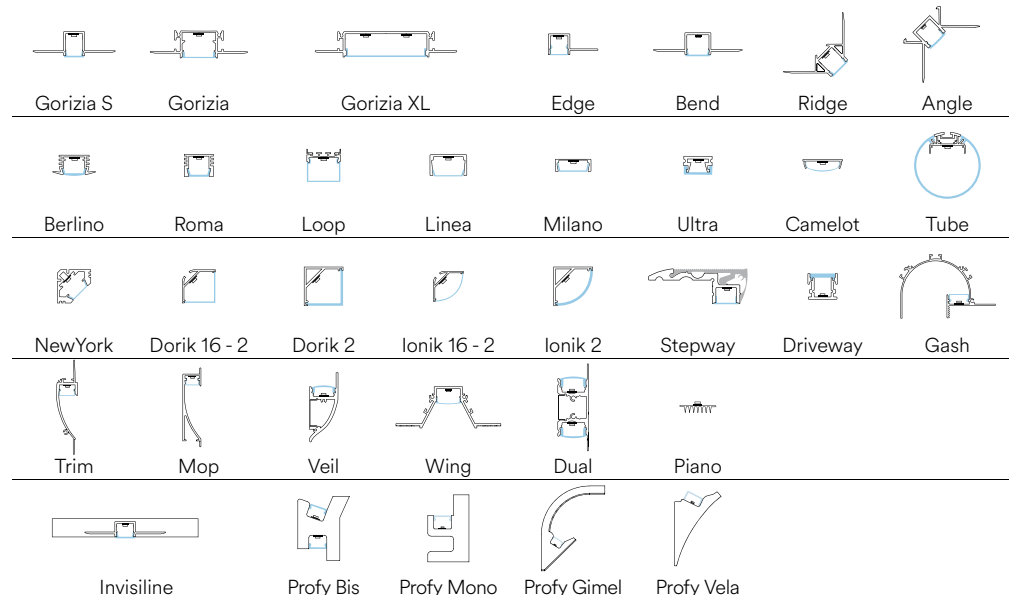 Gorizia S Gorizia Gorizia XL Edge Bend Ridge Angle
Berlino Roma Loop Linea Milano Ultra Camelot Tube
NewYork Dorik 16 - 2 Dorik 2 Ionik 16 - 2 Ionik 2 Stepway Driveway Gash
Trim Mop Veil Wing Dual Piano
Invisiline Profy Bis Profy Mono Profy Gimel Profy Vela